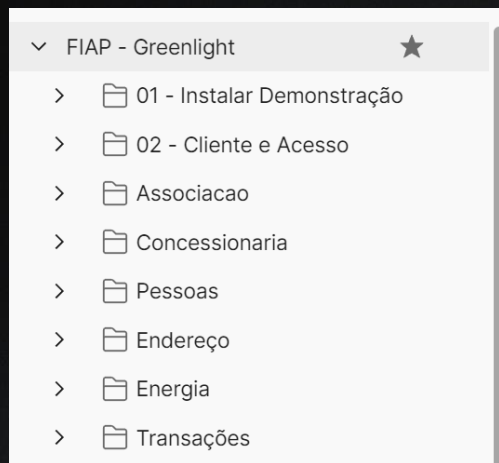 FIAP - Greenlight
01 - Instalar Demonstração
02 - Cliente e Acesso
Associacao
Concessionaria
Pessoas
Endereço
Energia
Transações